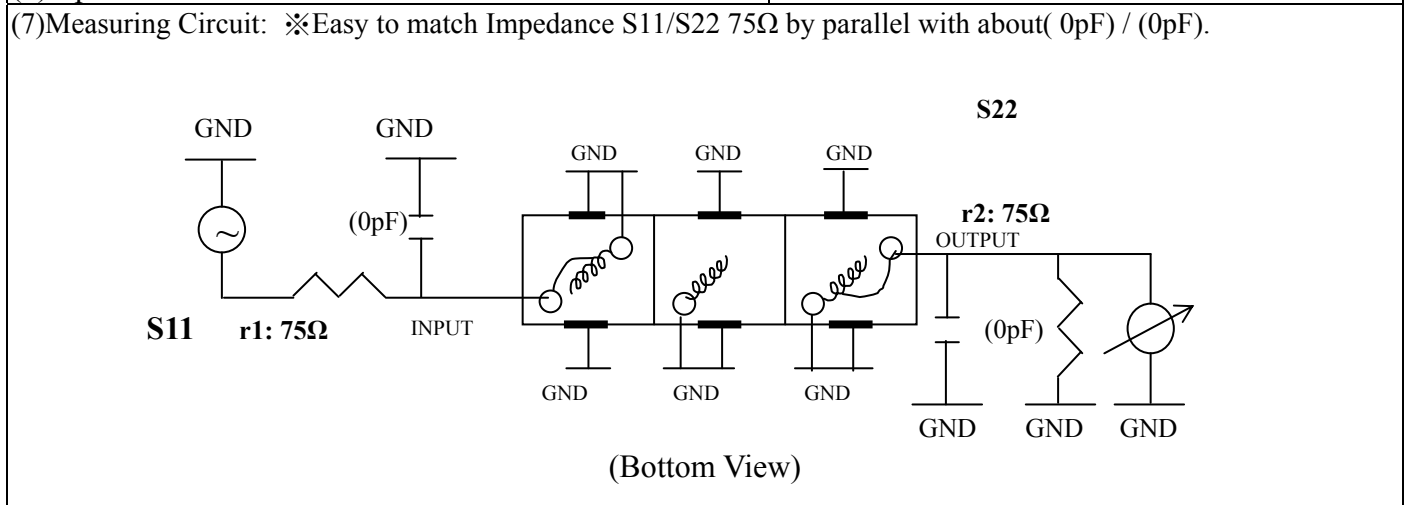 (7)Measuring Circuit: ※Easy to match Impedance S11/S22 75Ω by parallel with about( 0pF) / (0pF).
S22
GND
GND
GND
GND
GND
(0pF)
r2: 75Ω
OUTPUT
~
S11
r1: 75Ω
INPUT
(0pF)
GND
GND
GND
GND
GND
GND
(Bottom View)